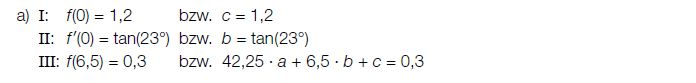 a) I: f(0) = 1,2 bzw. c = 1,2
II: f′(0) = tan(23°) bzw. b = tan(23°)
III: f(6,5) = 0,3 bzw. 42,25 · a + 6,5 · b + c = 0,3